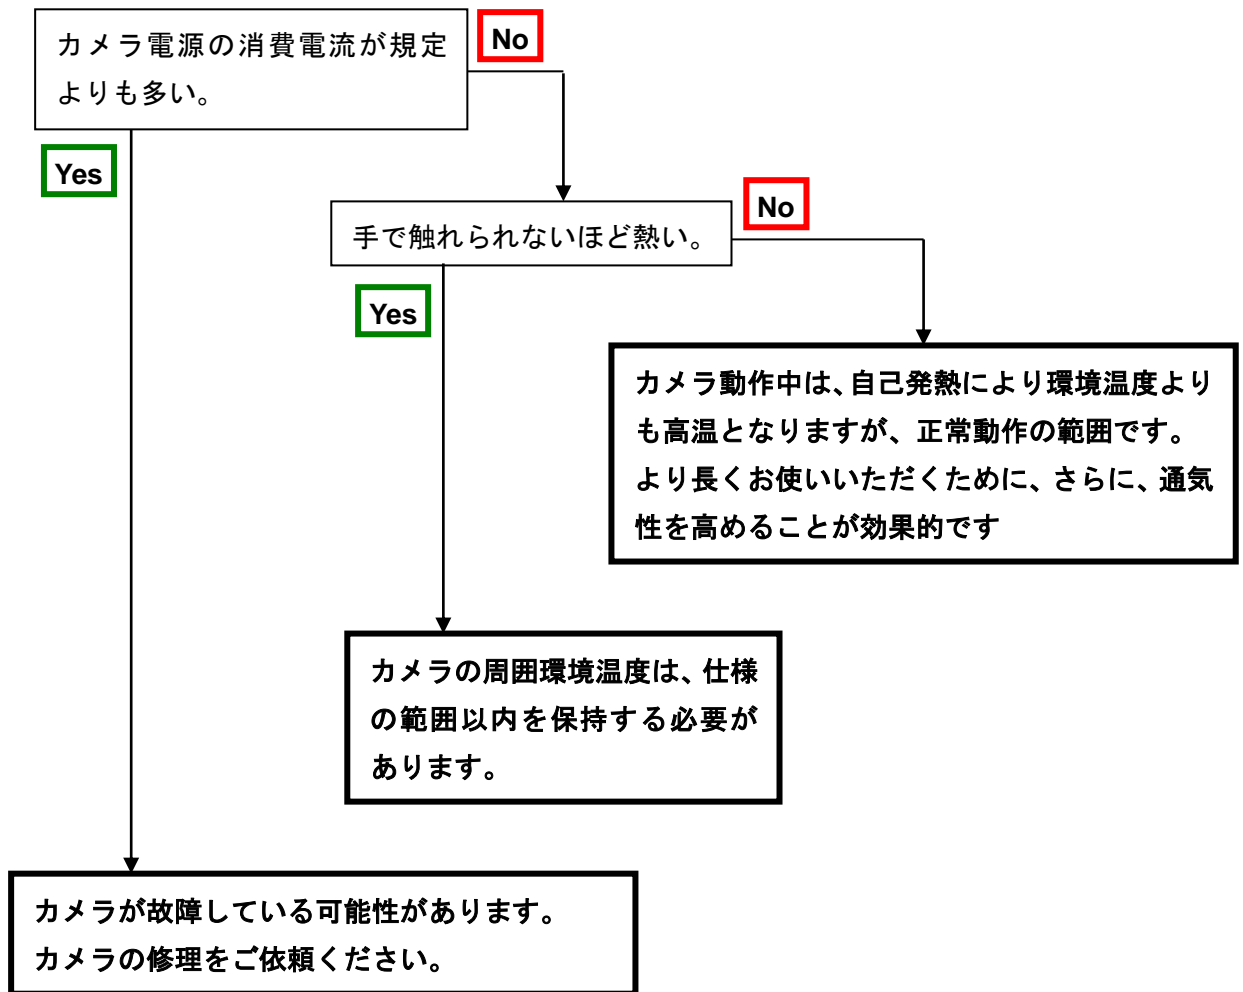 カメラ電源の消費電流が規定
よりも多い。
No
Yes
手で触れられないほど熱い。
No
Yes
カメラ動作中は、自己発熱により環境温度より
も高温となりますが、正常動作の範囲です。
より長くお使いいただくために、さらに、通気
性を高めることが効果的です
カメラの周囲環境温度は、仕様
の範囲以内を保持する必要が
あります。
カメラが故障している可能性があります。
カメラの修理をご依頼ください。